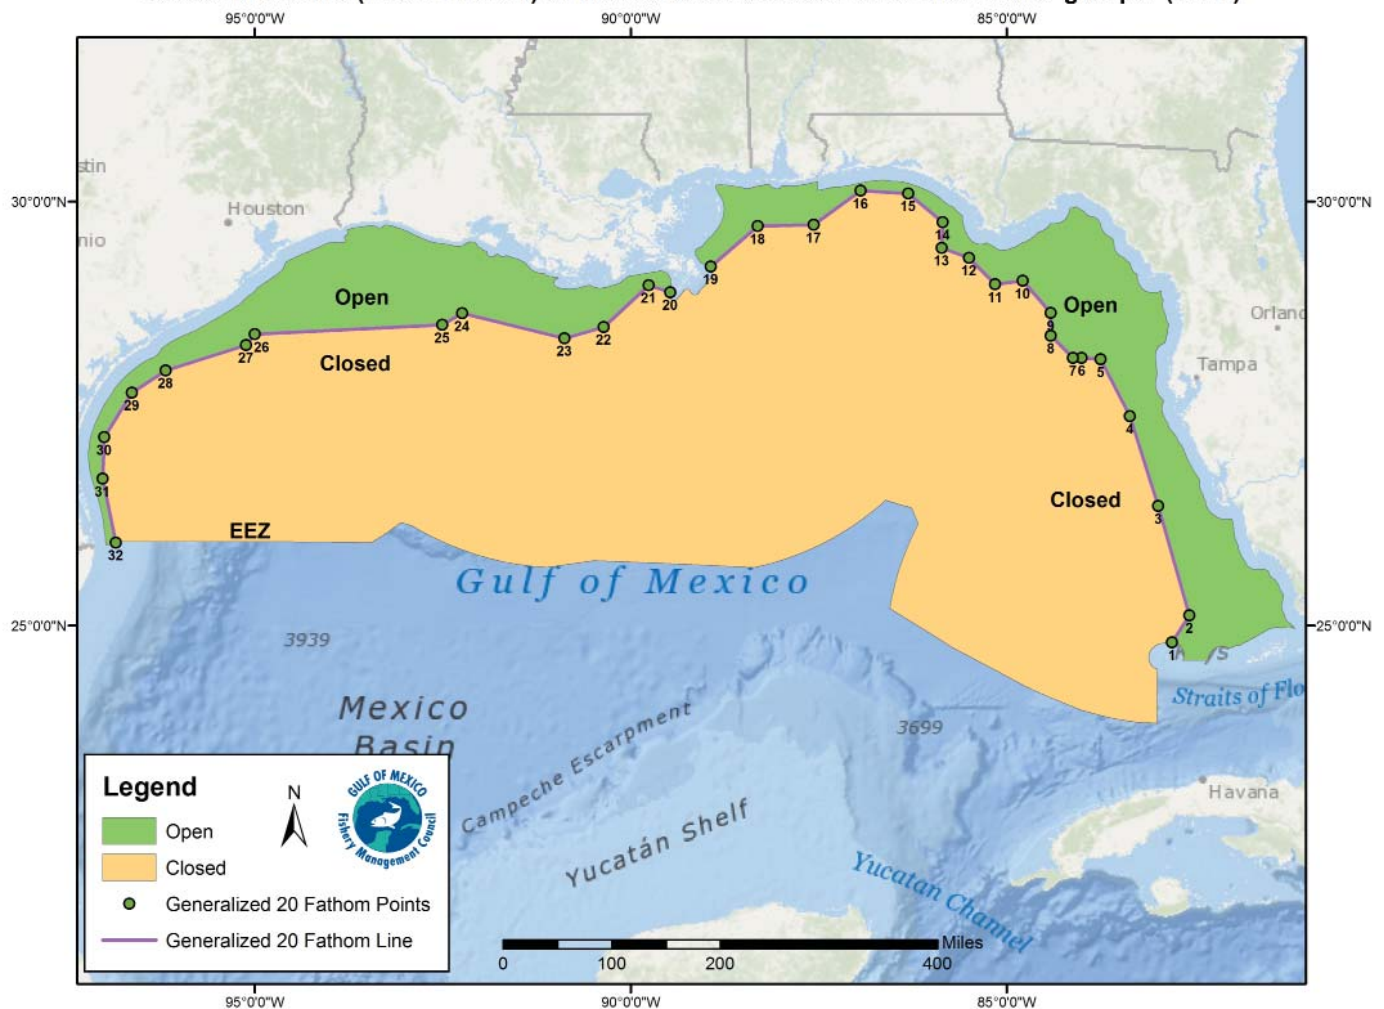 95°0'0"W 90°0'0"W 85°0'0"W
stin
30°0'0"N 30°0'0"N
Houston
nio
16
15
14
18 17
13
12
19
11 10
21
20
Open
Open
9
24
25
22
23
8
26
27
Closed
7 6 5
Orlando
Tampa
28
29
4
30
31
Closed
3
EEZ
32
Gulf of Mexico
25°0'0"N 25°0'0"N
2
1
3939
Straits of Flo
Mexico
Basin
3699
Campeche Escarpment
Havana
Yucatán Shelf
Yucatan Channel
Legend
N
GULF OF MEXICO
Fishery Management Council
Open
Closed
Generalized 20 Fathom Points
Generalized 20 Fathom Line
Miles
0 100 200 400
95°0'0"W 90°0'0"W 85°0'0"W